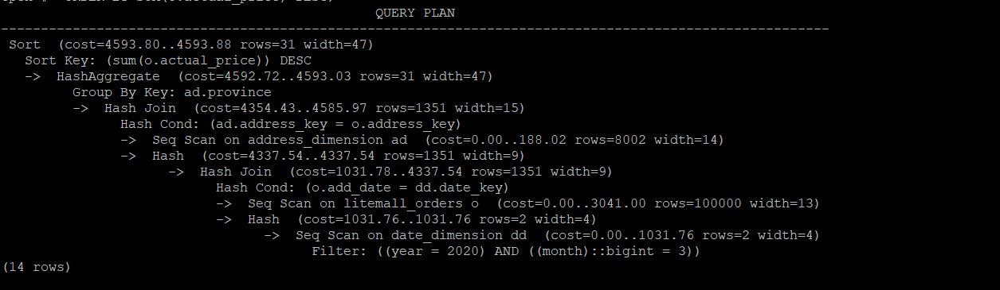 QUERY PLAN
--------------------------------------------------------------------------------------------------------
Sort  (cost=4593.80..4593.88 rows=31 width=47)
  Sort Key: (sum(o.actual_price)) DESC
  ->  HashAggregate  (cost=4592.72..4593.03 rows=31 width=47)
        Group By Key: ad.province
        ->  Hash Join  (cost=4354.43..4585.97 rows=1351 width=15)
              Hash Cond: (ad.address_key = o.address_key)
              ->  Seq Scan on address_dimension ad  (cost=0.00..188.02 rows=8002 width=14)
              ->  Hash  (cost=4337.54..4337.54 rows=1351 width=9)
                    ->  Hash Join  (cost=1031.78..4337.54 rows=1351 width=9)
                          Hash Cond: (o.add_date = dd.date_key)
                          ->  Seq Scan on litemall_orders o  (cost=0.00..3041.00 rows=100000 width=13)
                          ->  Hash  (cost=1031.76..1031.76 rows=2 width=4)
                                ->  Seq Scan on date_dimension dd  (cost=0.00..1031.76 rows=2 width=4)
                                      Filter: ((year = 2020) AND ((month)::bigint = 3))
(14 rows)